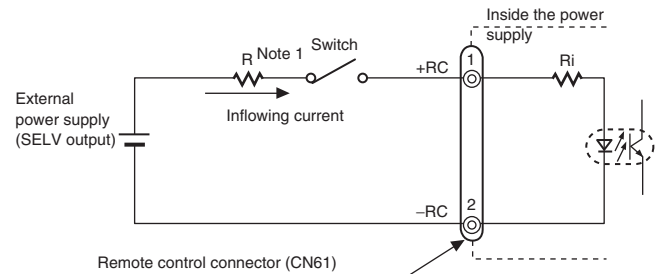 Inside the power
supply
R Note 1 Switch
+RC
1
Ri
External
power supply
(SELV output)
Inflowing current
−RC
2
Remote control connector (CN61)